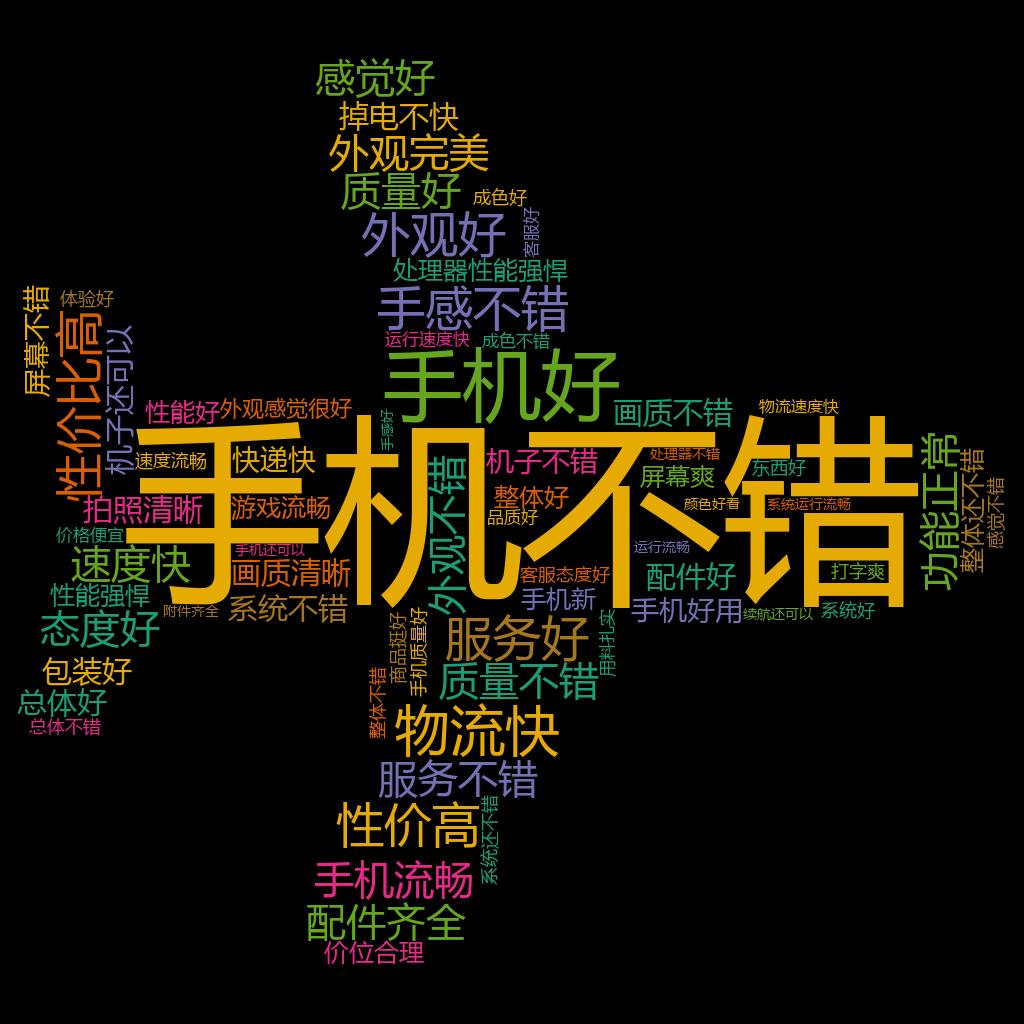 感觉好
掉电不快
外观完美
质量好
成色好
外观好
客服好
处理器性能强悍
手感不错
运行速度快
成色不错
手机好
屏幕不错
体验好
性价比高
机子还可以
性能好
外观感觉很好
手感好
画质不错
物流速度快
手机不错
速度流畅
快递快
外观不错
机子不错
处理器不错
屏幕爽
东西好
功能正常
整体还不错
感觉不错
拍照清晰
游戏流畅
整体好
品质好
颜色好看
系统运行流畅
价格便宜
手机还可以
运行流畅
速度快
画质清晰
客服态度好
配件好
打字爽
性能强悍
附件齐全
系统不错
手机新
手机好用
续航还可以
系统好
态度好
商品挺好
手机质量好
服务好
用料扎实
包装好
整体不错
质量不错
总体好
总体不错
物流快
服务不错
性价高
系统还不错
手机流畅
配件齐全
价位合理